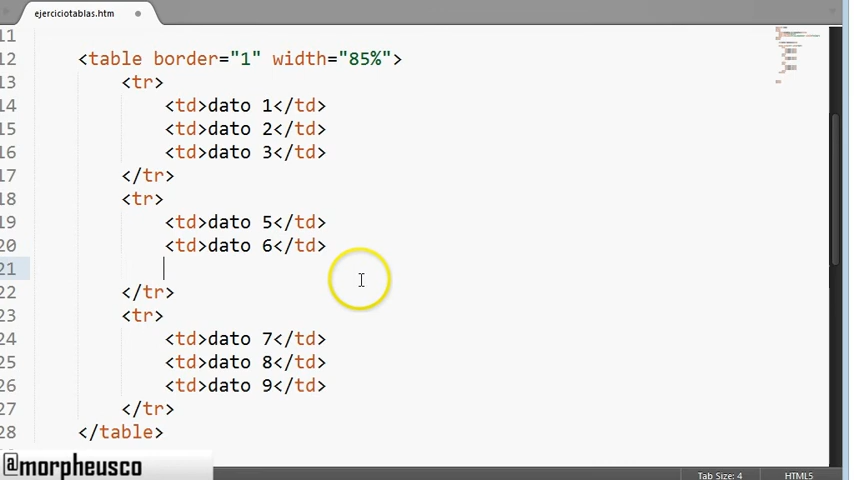 ejerciciotablas.htm
11
12 <table border="1" width="85%">
13 <tr>
14 <td>dato 1</td>
15 <td>dato 2</td>
16 <td>dato 3</td>
17 </tr>
18 <tr>
19 <td>dato 5</td>
20 <td>dato 6</td>
21
22 </tr>
23 <tr>
24 <td>dato 7</td>
25 <td>dato 8</td>
26 <td>dato 9</td>
27 </tr>
28 </table>
@morpheusco
Tab Size: 4 HTML5